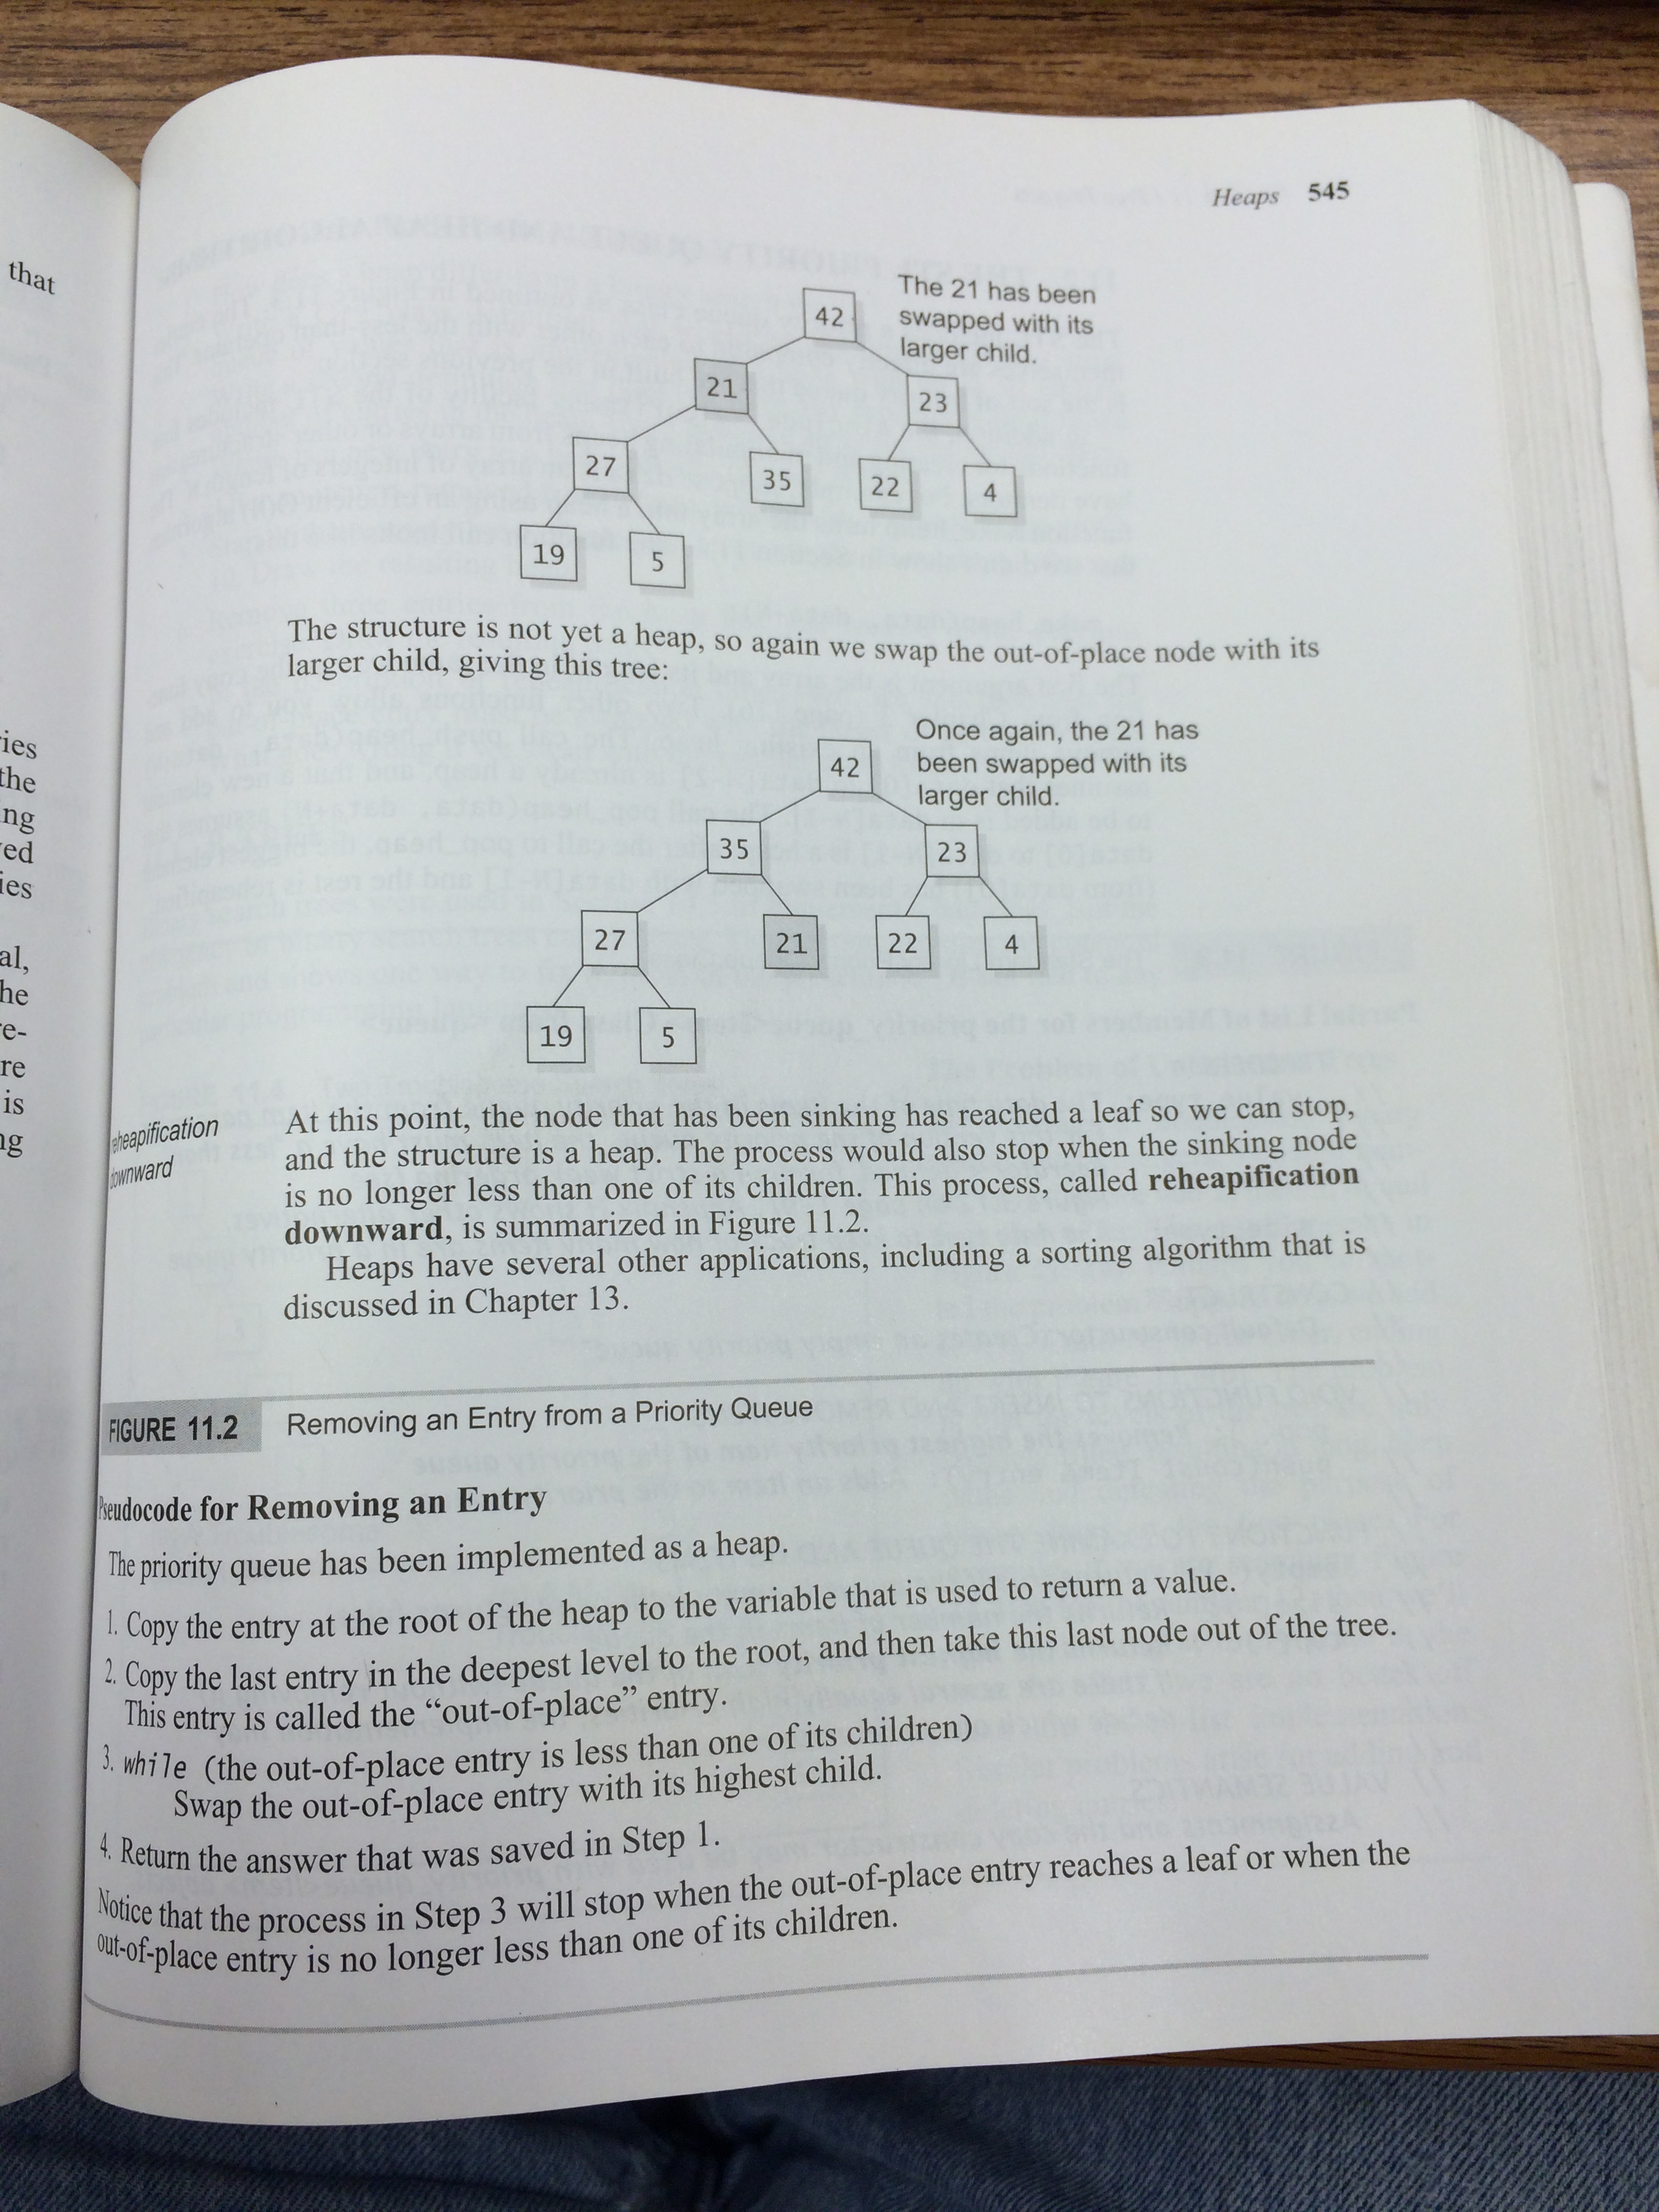 that
ies
the
ng
ed
ies
al,
he
e-
re
is
ng
Heaps 545
The 21 has been
swapped with its
larger child.
42
21
23
27
35
22
4
19
5
The structure is not yet a heap, so again we swap the out-of-place node with its
larger child, giving this tree:
Once again, the 21 has
been swapped with its
larger child.
42
35
23
27
21
22
4
19
5
reheapification
downward
At this point, the node that has been sinking has reached a leaf so we can stop,
and the structure is a heap. The process would also stop when the sinking node
is no longer less than one of its children. This process, called reheapification
downward, is summarized in Figure 11.2.
Heaps have several other applications, including a sorting algorithm that is
discussed in Chapter 13.
FIGURE 11.2 Removing an Entry from a Priority Queue
Pseudocode for Removing an Entry
The priority queue has been implemented as a heap.
1. Copy the entry at the root of the heap to the variable that is used to return a value.
2. Copy the last entry in the deepest level to the root, and then take this last node out of the tree.
This entry is called the “out-of-place” entry.
3. while (the out-of-place entry is less than one of its children)
Swap the out-of-place entry with its highest child.
4. Return the answer that was saved in Step 1.
Notice that the process in Step 3 will stop when the out-of-place entry reaches a leaf or when the
out-of-place entry is no longer less than one of its children.